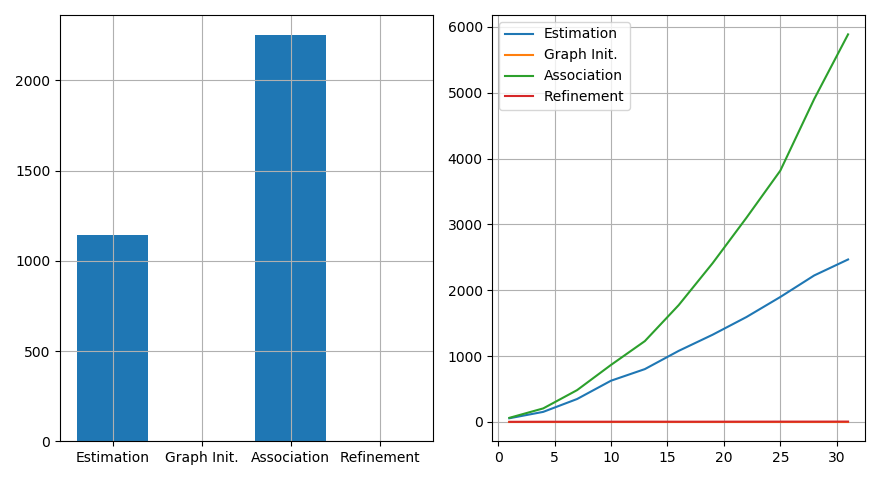 2000
1500
1000
500
0
Estimation Graph Init. Association Refinement
6000
5000
4000
3000
2000
1000
0
0 5 10 15 20 25 30
Estimation
Graph Init.
Association
Refinement